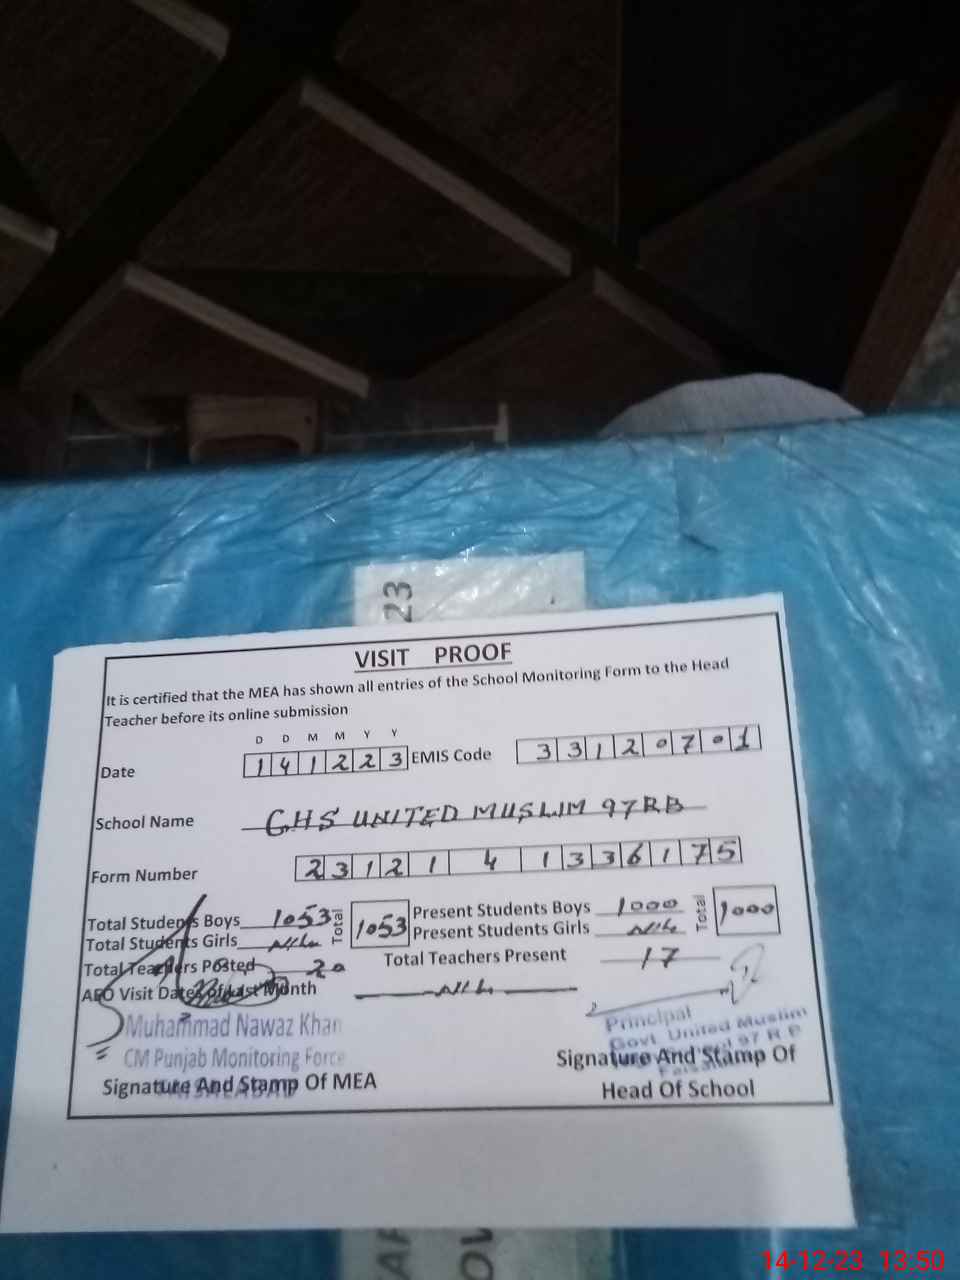 23
VISIT PROOF
It is certified that the MEA has shown all entries of the School Monitoring Form to the Head
Teacher before its online submission
D D M M Y Y
Date 1 4 1 2 2 3 EMIS Code 3 3 1 2 0 7 0 1
School Name GHS UNITED MUSLIM 97RB
Form Number 2 3 1 2 1 4 1 3 3 6 1 7 5
Total Students Boys 1053 Total 1053 Present Students Boys 1000 Total 1000
Total Students Girls Nil Present Students Girls Nil
Total Teachers Posted 20 Total Teachers Present 17
AEO Visit Date of Last Month Nil
Muhammad Nawaz Khan
CM Punjab Monitoring Force
FAISALABAD
Signature And Stamp Of MEA
Principal
Govt. United Muslim
97 R B
Signature And Stamp Of
Head Of School
14-12-23 13:50